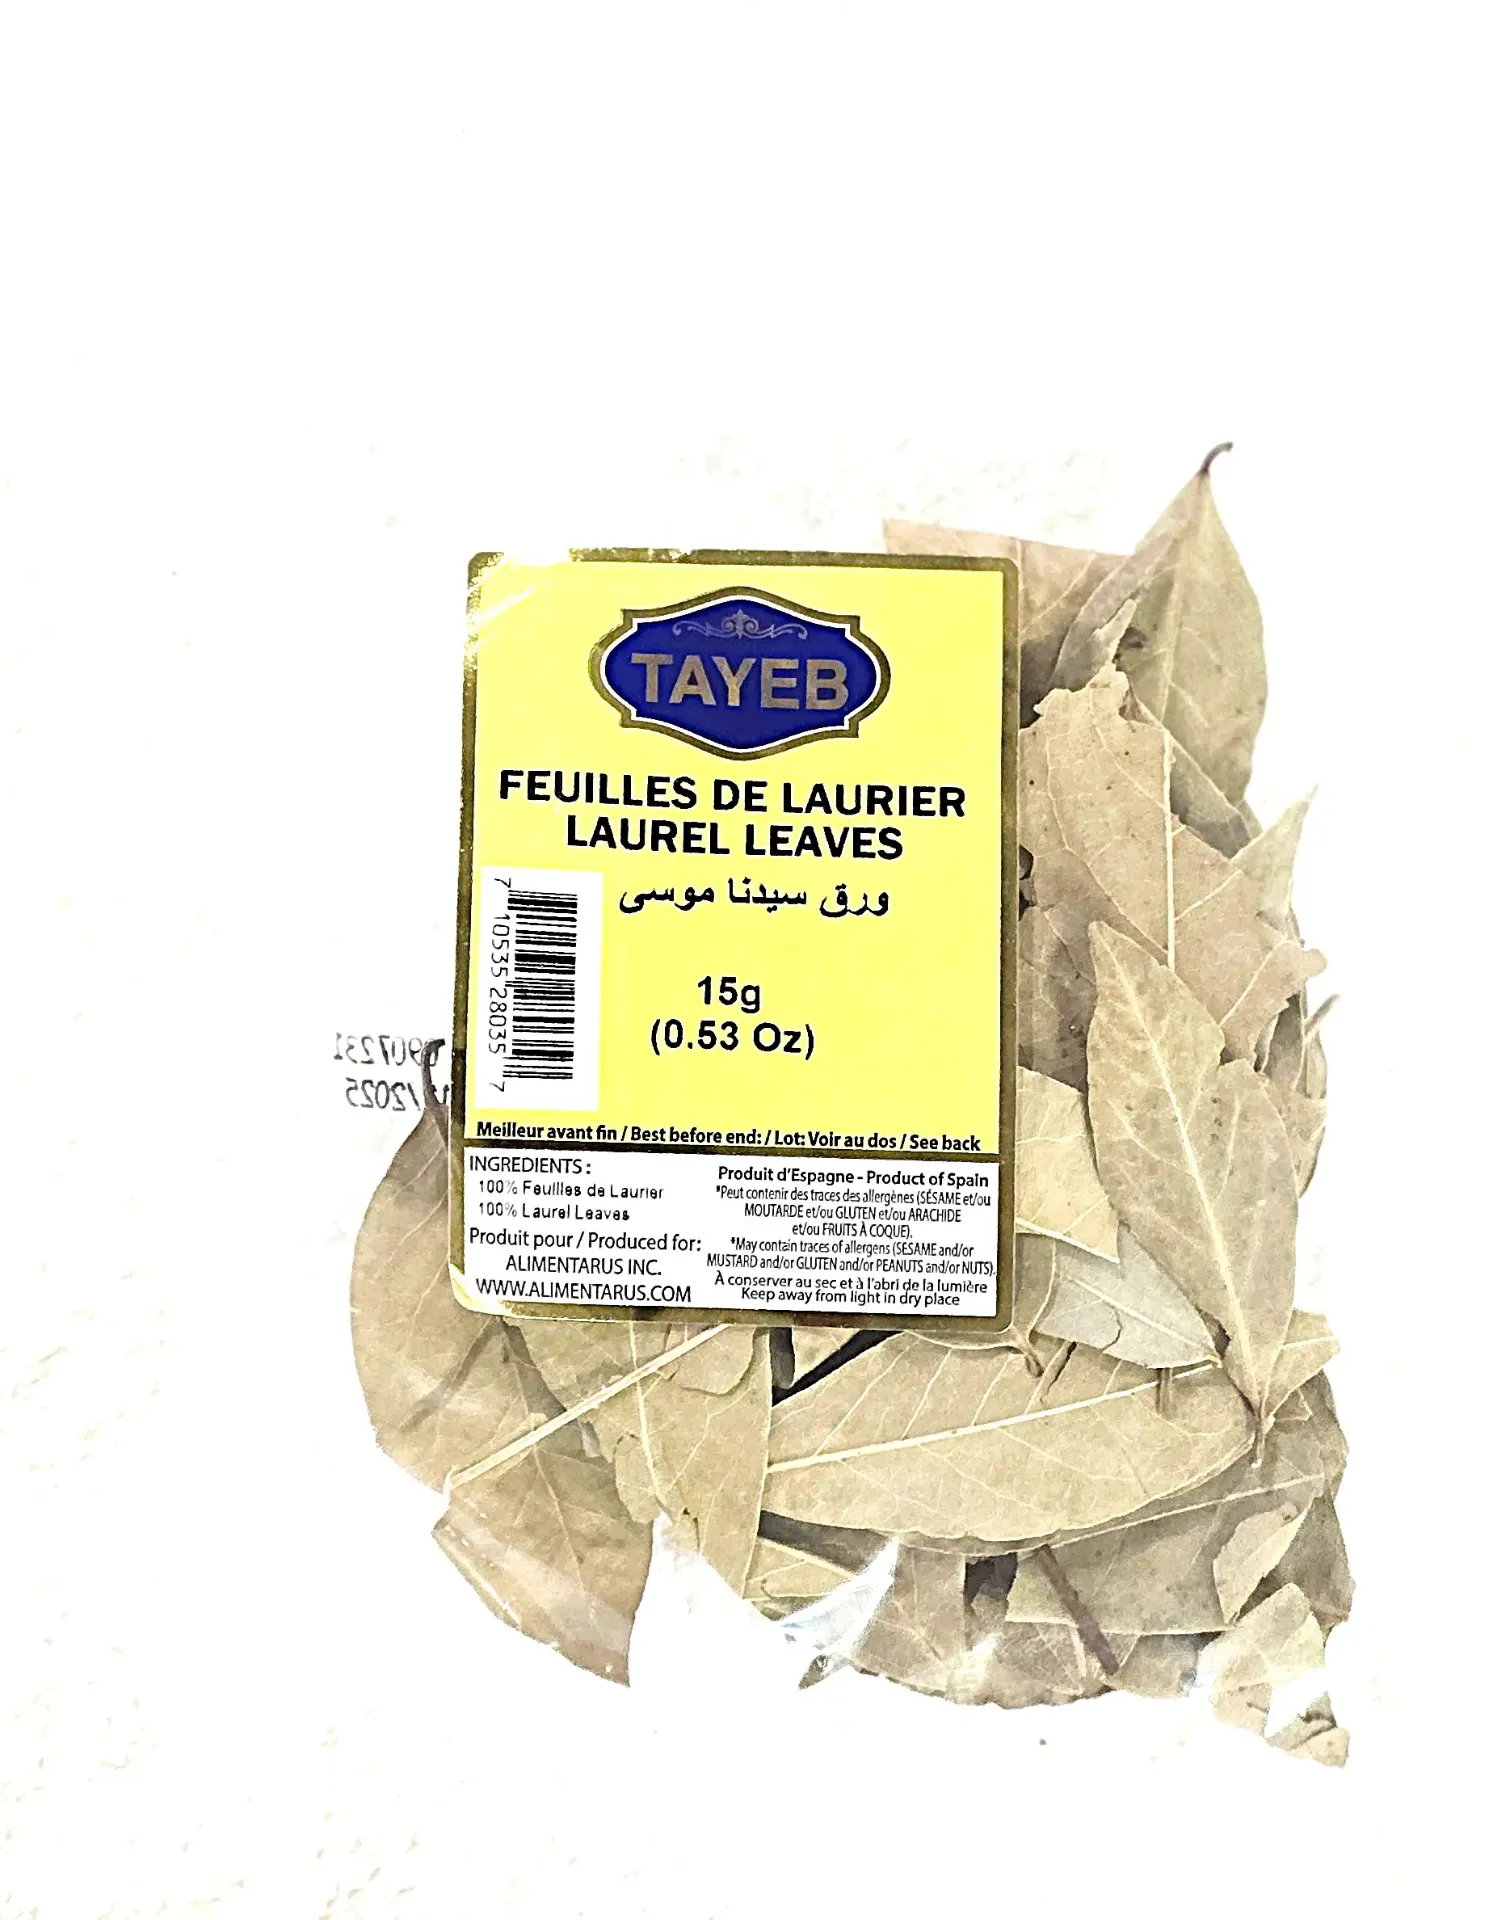 TAYEB
FEUILLES DE LAURIER
LAUREL LEAVES
ورق سيدنا موسى
7 10535 28035 7
15g
(0.53 Oz)
Meilleur avant fin / Best before end: / Lot: Voir au dos / See back
INGREDIENTS :
100% Feuilles de Laurier
100% Laurel Leaves
Produit pour / Produced for:
ALIMENTARUS INC.
WWW.ALIMENTARUS.COM
Produit d'Espagne - Product of Spain
*Peut contenir des traces des allergènes (SÉSAME et/ou
MOUTARDE et/ou GLUTEN et/ou ARACHIDE
et/ou FRUITS À COQUE).
*May contain traces of allergens (SESAME and/or
MUSTARD and/or GLUTEN and/or PEANUTS and/or NUTS).
À conserver au sec et à l'abri de la lumière
Keep away from light in dry place
/2025